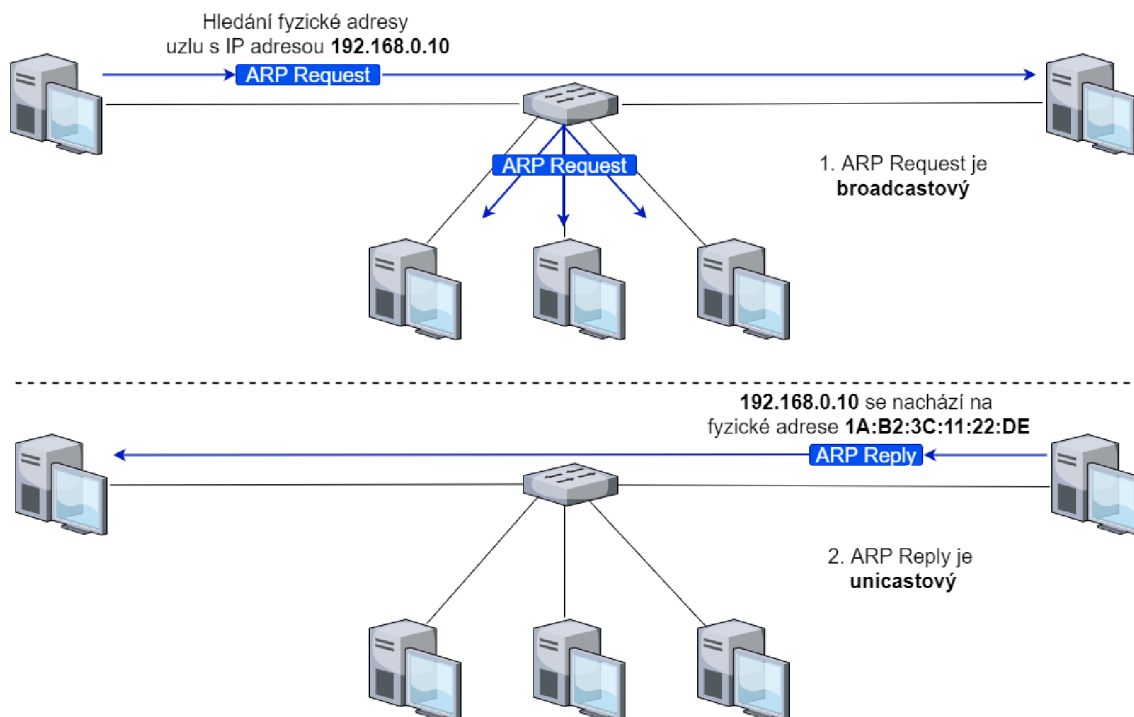 Hledání fyzické adresy
uzlu s IP adresou 192.168.0.10
ARP Request
ARP Request
1. ARP Request je
broadcastový
192.168.0.10 se nachází na
fyzické adrese 1A:B2:3C:11:22:DE
ARP Reply
2. ARP Reply je
unicastový